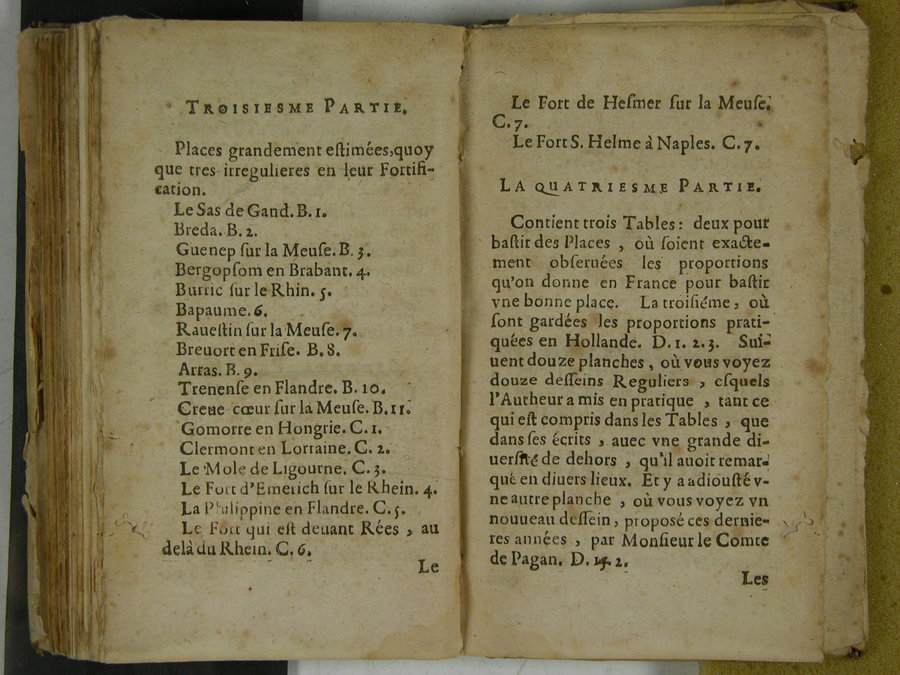 TROISIESME PARTIE.
Places grandement eſtimées, quoy
que tres irregulieres en leur Fortifi-
cation.
Le Sas de Gand. B. 1.
Breda. B. 2.
Guenep ſur la Meuſe. B. 3.
Bergopſom en Brabant. 4.
Burric ſur le Rhin. 5.
Bapaume. 6.
Raueſtin ſur la Meuſe. 7.
Breuort en Friſe. B. 8.
Arras. B. 9.
Trenenſe en Flandre. B. 10.
Creue cœur ſur la Meuſe. B. 11.
Gomorre en Hongrie. C. 1.
Clermont en Lorraine. C. 2.
Le Mole de Ligourne. C. 3.
Le Fort d'Emerich ſur le Rhein. 4.
La Philippine en Flandre. C. 5.
Le Fort qui eſt deuant Rées, au
delà du Rhein. C. 6.
Le
Le Fort de Heſmer ſur la Meuſe.
C. 7.
Le Fort S. Helme à Naples. C. 7.
LA QUATRIESME PARTIE.
Contient trois Tables: deux pour
baſtir des Places, où ſoient exacte-
ment obſeruées les proportions
qu'on donne en France pour baſtir
vne bonne place. La troiſiéme, où
ſont gardées les proportions prati-
quées en Hollande. D. 1. 2. 3. Sui-
uent douze planches, où vous voyez
douze deſſeins Reguliers, eſquels
l'Autheur a mis en pratique, tant ce
qui eſt compris dans les Tables, que
dans ſes écrits, auec vne grande di-
uerſité de dehors, qu'il auoit remar-
qué en diuers lieux. Et y a adiouſté v-
ne autre planche, où vous voyez vn
nouueau deſſein, propoſé ces dernie-
res années, par Monſieur le Comte
de Pagan. D. 2.
Les